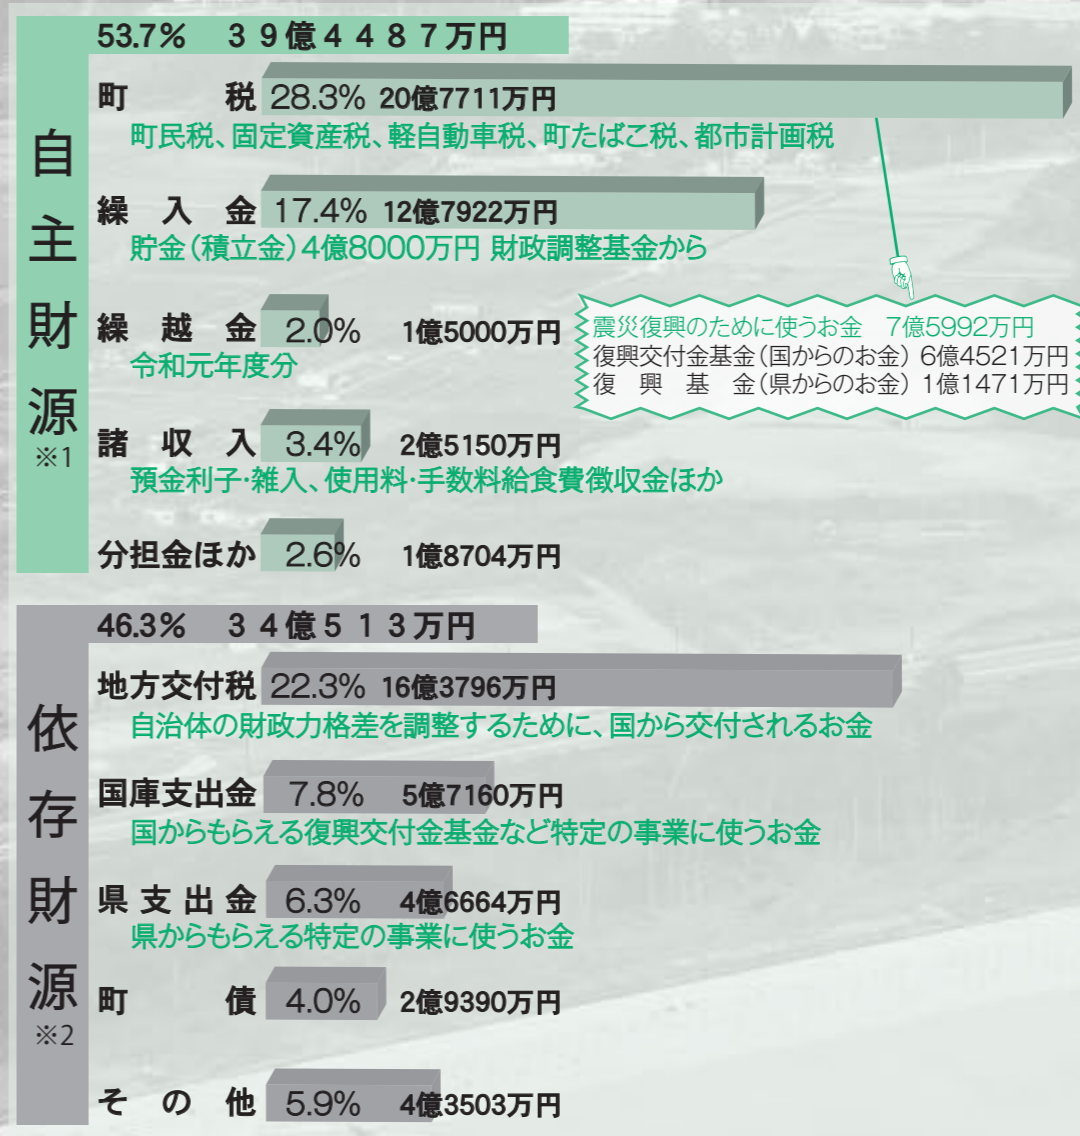 53.7% 39億4487万円
自主財源
※1
町税 28.3% 20億7711万円
町民税、固定資産税、軽自動車税、町たばこ税、都市計画税
繰入金 17.4% 12億7922万円
貯金(積立金)4億8000万円 財政調整基金から
震災復興のために使うお金 7億5992万円
復興交付金基金(国からのお金) 6億4521万円
復興基金(県からのお金) 1億1471万円
繰越金 2.0% 1億5000万円
令和元年度分
諸収入 3.4% 2億5150万円
預金利子・雑入、使用料・手数料給食費徴収金ほか
分担金ほか 2.6% 1億8704万円
46.3% 34億513万円
依存財源
※2
地方交付税 22.3% 16億3796万円
自治体の財政力格差を調整するために、国から交付されるお金
国庫支出金 7.8% 5億7160万円
国からもらえる復興交付金基金など特定の事業に使うお金
県支出金 6.3% 4億6664万円
県からもらえる特定の事業に使うお金
町債 4.0% 2億9390万円
その他 5.9% 4億3503万円